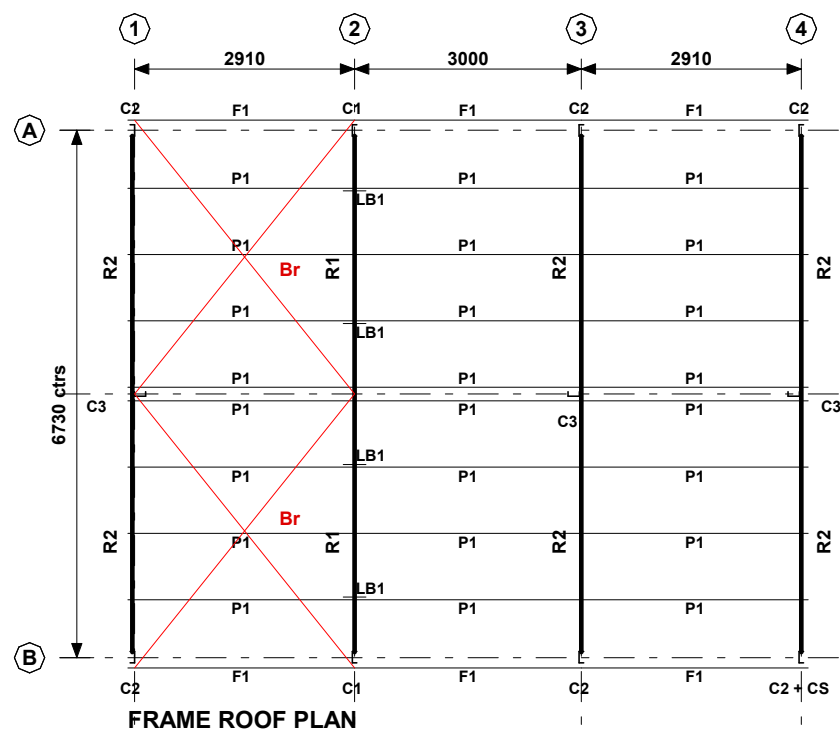 1 2 3 4
2910 3000 2910
C2 F1 C1 F1 C2 F1 C2
A
P1 P1 P1
LB1
P1 P1 P1
R2 Br R1 R2 R2
P1 P1 P1
LB1
P1 P1 P1
6730 ctrs
C3 P1 P1 C3 P1 C3
LB1
P1 P1 P1
Br
R2 P1 R1 P1 R2 P1 R2
LB1
P1 P1 P1
B
C2 F1 C1 F1 C2 F1 C2 + CS
FRAME ROOF PLAN